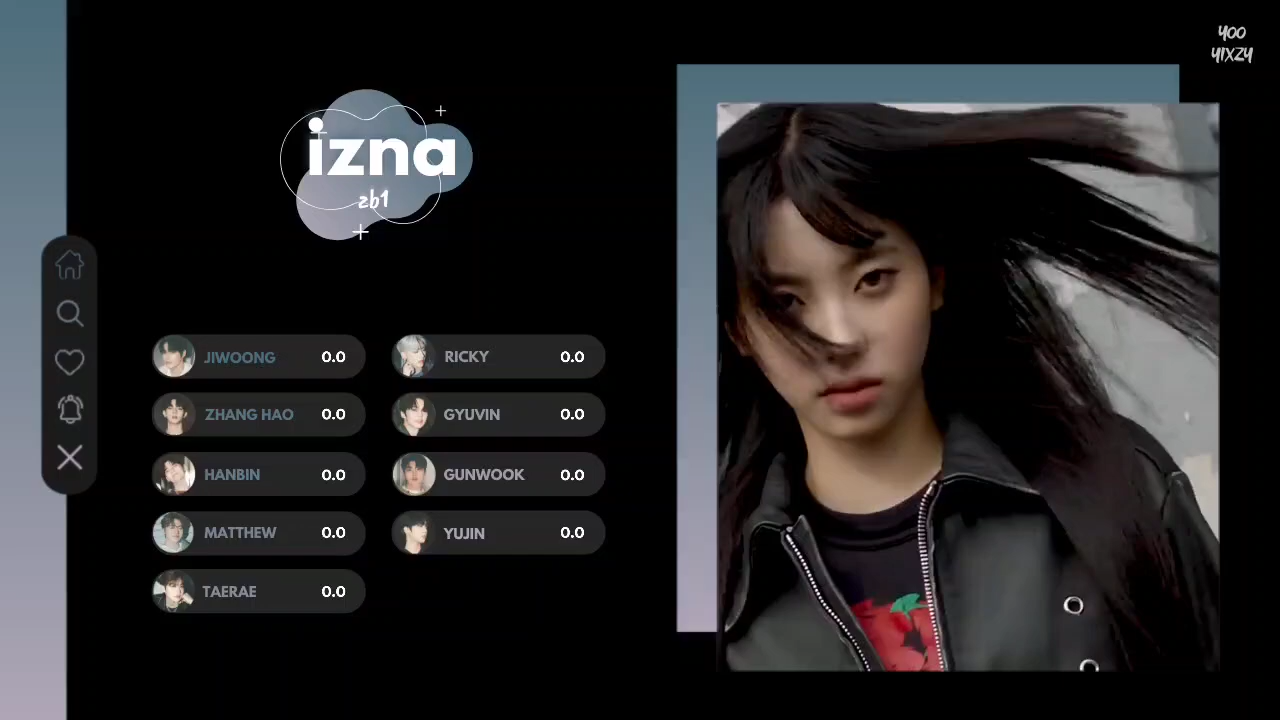 YOO
YIXZY
izna
zb1
JIWOONG 0.0
RICKY 0.0
ZHANG HAO 0.0
GYUVIN 0.0
HANBIN 0.0
GUNWOOK 0.0
MATTHEW 0.0
YUJIN 0.0
TAERAE 0.0